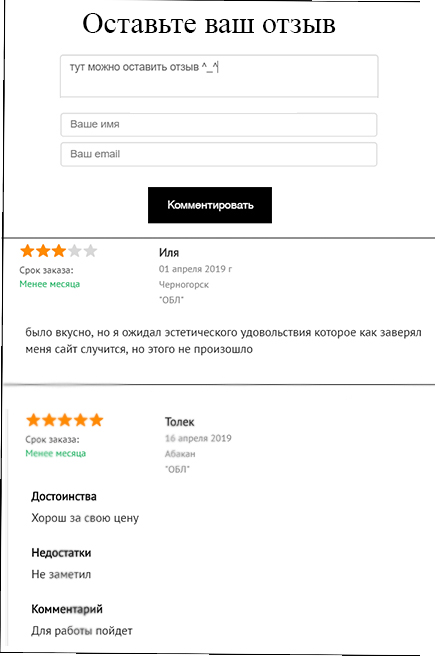 Оставьте ваш отзыв
тут можно оставить отзыв ^_^
Ваше имя
Ваш email
Комментировать
Иля
Срок заказа:
01 апреля 2019 г
Менее месяца
Черногорск
"ОБЛ"
было вкусно, но я ожидал эстетического удовольствия которое как заверял
меня сайт случится, но этого не произошло
Толек
Срок заказа:
16 апреля 2019
Менее месяца
Абакан
"ОБЛ"
Достоинства
Хорош за свою цену
Недостатки
Не заметил
Комментарий
Для работы пойдет